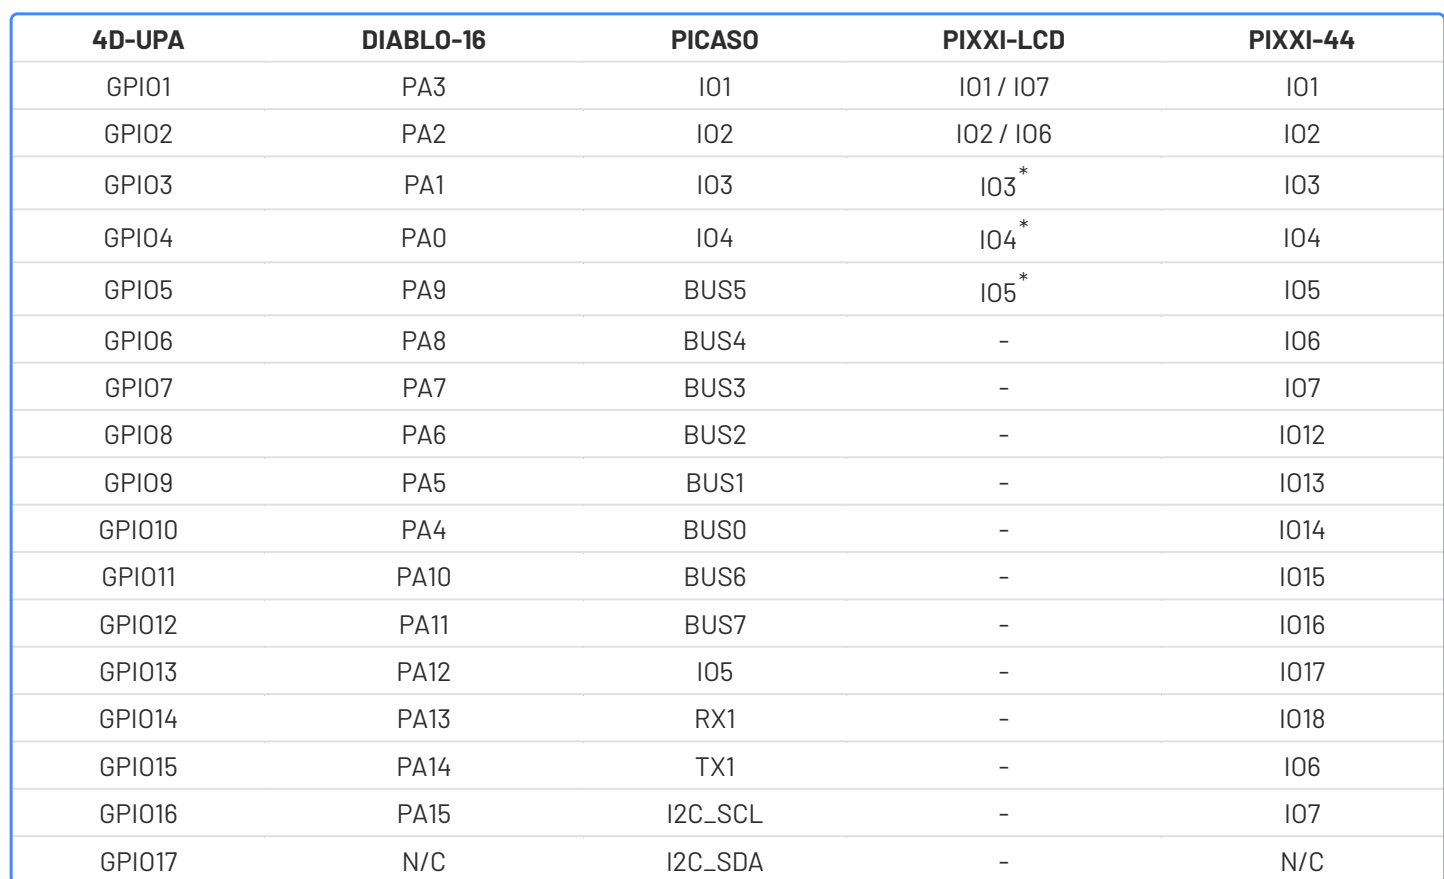 4D-UPA DIABLO-16 PICASO PIXXI-LCD PIXXI-44
GPIO1 PA3 IO1 IO1 / IO7 IO1
GPIO2 PA2 IO2 IO2 / IO6 IO2
GPIO3 PA1 IO3 IO3* IO3
GPIO4 PA0 IO4 IO4* IO4
GPIO5 PA9 BUS5 IO5* IO5
GPIO6 PA8 BUS4 - IO6
GPIO7 PA7 BUS3 - IO7
GPIO8 PA6 BUS2 - IO12
GPIO9 PA5 BUS1 - IO13
GPIO10 PA4 BUS0 - IO14
GPIO11 PA10 BUS6 - IO15
GPIO12 PA11 BUS7 - IO16
GPIO13 PA12 IO5 - IO17
GPIO14 PA13 RX1 - IO18
GPIO15 PA14 TX1 - IO6
GPIO16 PA15 I2C_SCL - IO7
GPIO17 N/C I2C_SDA - N/C